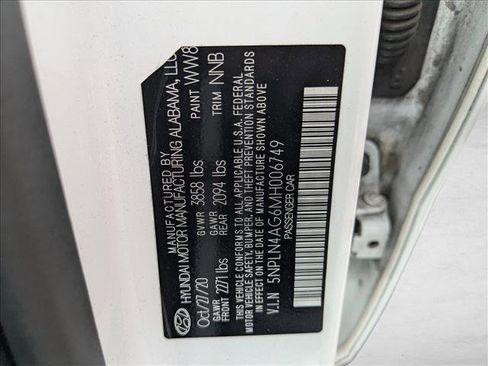 MANUFACTURED BY
HYUNDAI MOTOR MANUFACTURING ALABAMA, LLC
Oct/27/20 GVWR 3858 lbs PAINT WW8
GAWR FRONT 2271 lbs GAWR REAR 2094 lbs TRIM NNB
THIS VEHICLE CONFORMS TO ALL APPLICABLE U.S.A. FEDERAL
MOTOR VEHICLE SAFETY, BUMPER, AND THEFT PREVENTION STANDARDS
IN EFFECT ON THE DATE OF MANUFACTURE SHOWN ABOVE
V.I.N 5NPLN4AG6MH006749
PASSENGER CAR